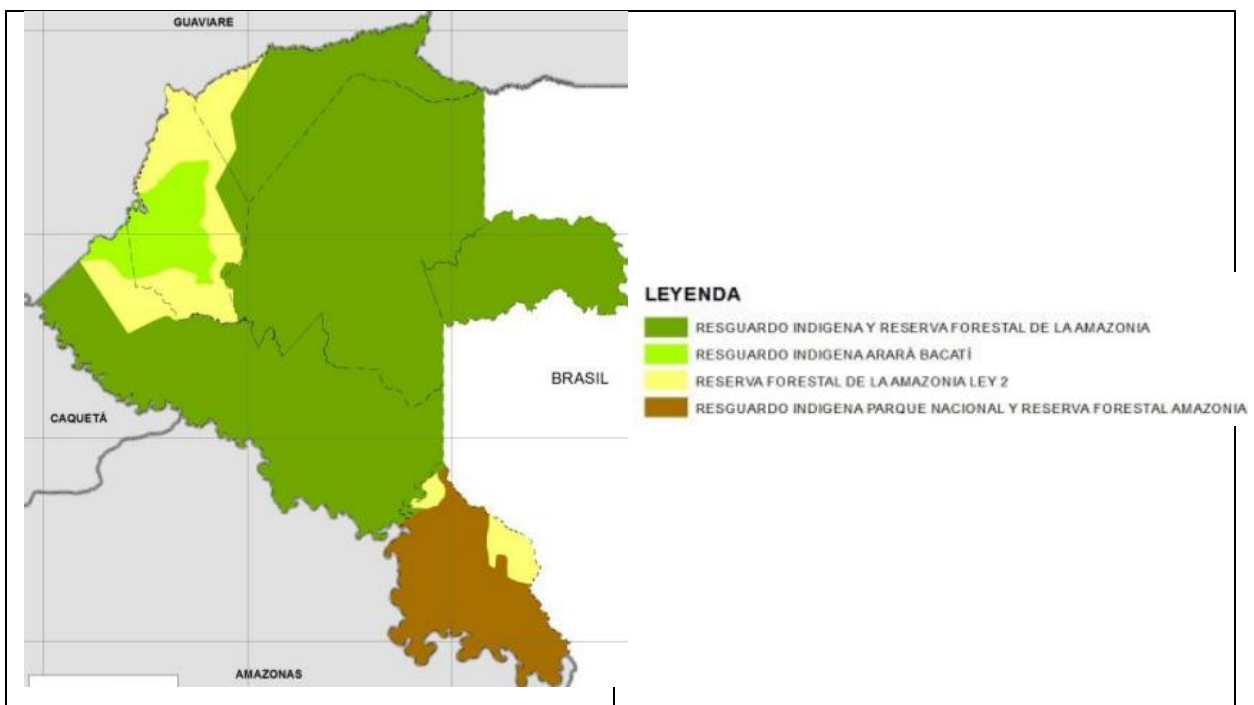 GUAVIARE
BRASIL
CAQUETÁ
AMAZONAS
LEYENDA
RESGUARDO INDIGENA Y RESERVA FORESTAL DE LA AMAZONIA
RESGUARDO INDIGENA ARARÀ BACATÍ
RESERVA FORESTAL DE LA AMAZONIA LEY 2
RESGUARDO INDIGENA PARQUE NACIONAL Y RESERVA FORESTAL AMAZONIA